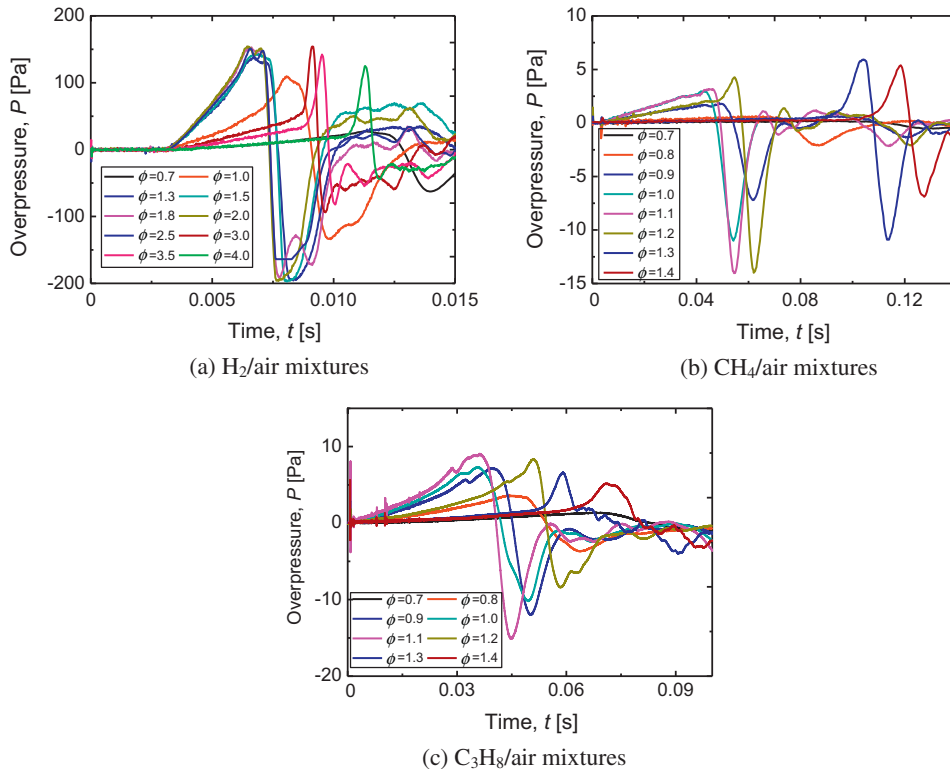 Overpressure, P [Pa]
200
100
0
-100
-200
ϕ=0.7 ϕ=1.0
ϕ=1.3 ϕ=1.5
ϕ=1.8 ϕ=2.0
ϕ=2.5 ϕ=3.0
ϕ=3.5 ϕ=4.0
0 0.005 0.010 0.015
Time, t [s]
(a) H₂/air mixtures
Overpressure, P [Pa]
10
5
0
-5
-10
-15
ϕ=0.7
ϕ=0.8
ϕ=0.9
ϕ=1.0
ϕ=1.1
ϕ=1.2
ϕ=1.3
ϕ=1.4
0 0.04 0.08 0.12
Time, t [s]
(b) CH₄/air mixtures
Overpressure, P [Pa]
10
0
-10
-20
ϕ=0.7 ϕ=0.8
ϕ=0.9 ϕ=1.0
ϕ=1.1 ϕ=1.2
ϕ=1.3 ϕ=1.4
0 0.03 0.06 0.09
Time, t [s]
(c) C₃H₈/air mixtures